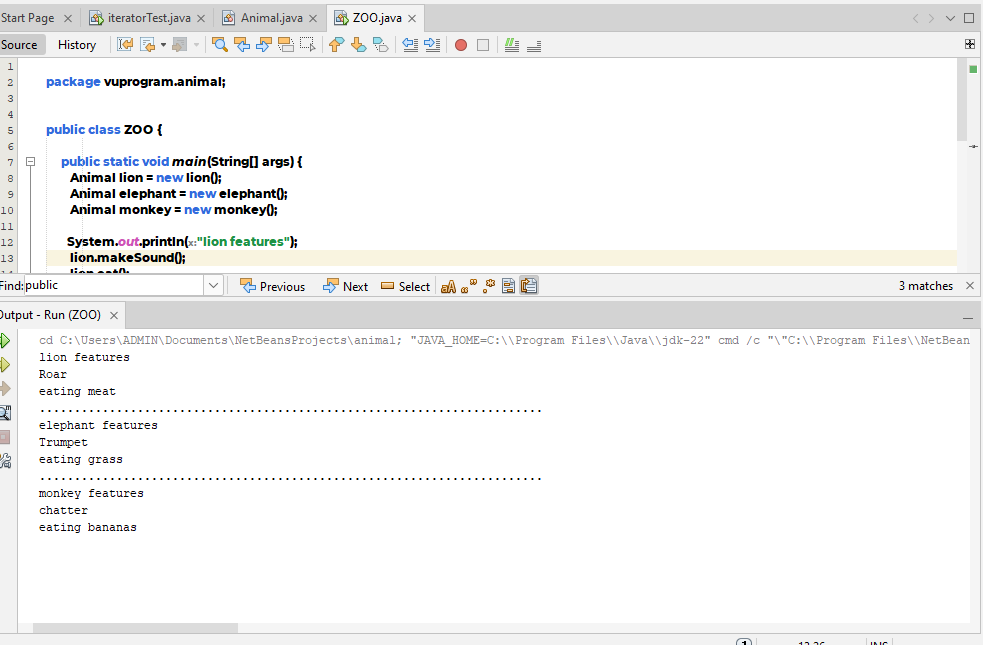 Start Page iteratorTest.java Animal.java ZOO.java
Source History
1
2 package vuprogram.animal;
3
4
5 public class ZOO {
6
7 public static void main(String[] args) {
8 Animal lion = new lion();
9 Animal elephant = new elephant();
10 Animal monkey = new monkey();
11
12 System.out.println(x:"lion features");
13 lion.makeSound();
lion.eat();
Find: public Previous Next Select 3 matches
Output - Run (ZOO)
cd C:\Users\ADMIN\Documents\NetBeansProjects\animal; "JAVA_HOME=C:\\Program Files\\Java\\jdk-22" cmd /c "\"C:\\Program Files\\NetBean
lion features
Roar
eating meat
........................................................................
elephant features
Trumpet
eating grass
........................................................................
monkey features
chatter
eating bananas
1 INS